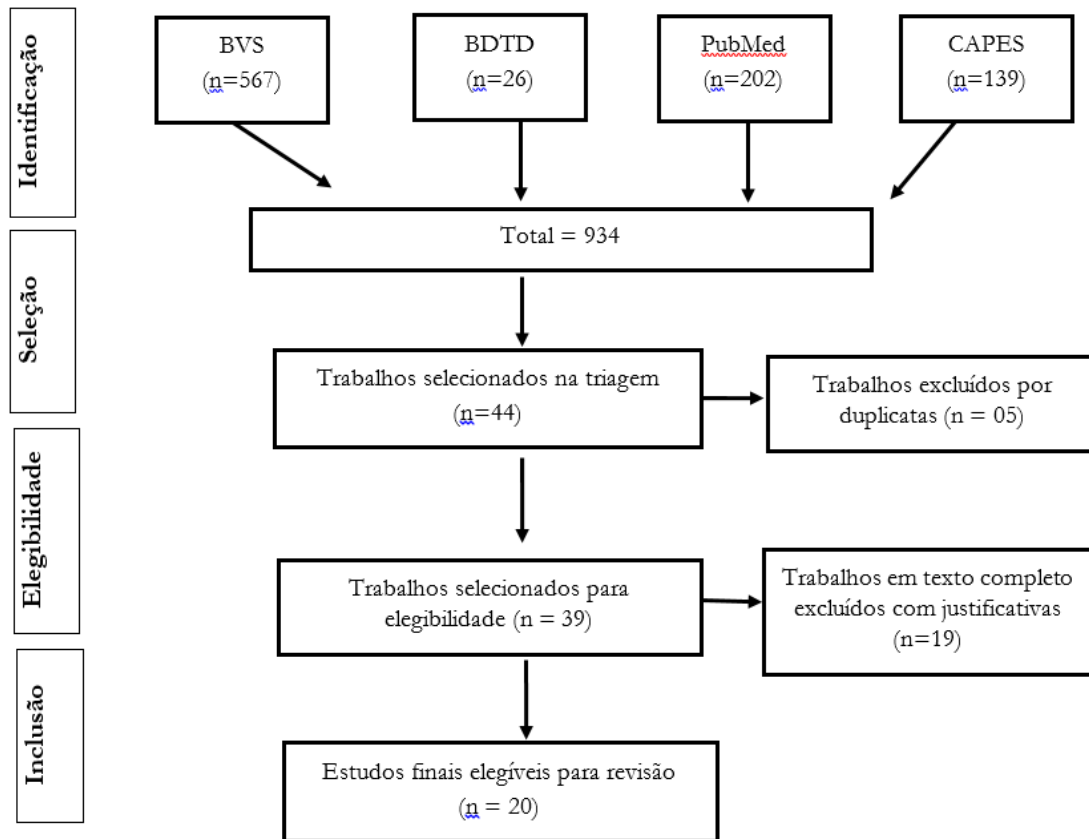 Identificação
BVS
(n=567)
BDTD
(n=26)
PubMed
(n=202)
CAPES
(n=139)
Total = 934
Seleção
Trabalhos selecionados na triagem
(n=44)
Trabalhos excluídos por
duplicatas (n = 05)
Elegibilidade
Trabalhos selecionados para
elegibilidade (n = 39)
Trabalhos em texto completo
excluídos com justificativas
(n=19)
Inclusão
Estudos finais elegíveis para revisão
(n = 20)